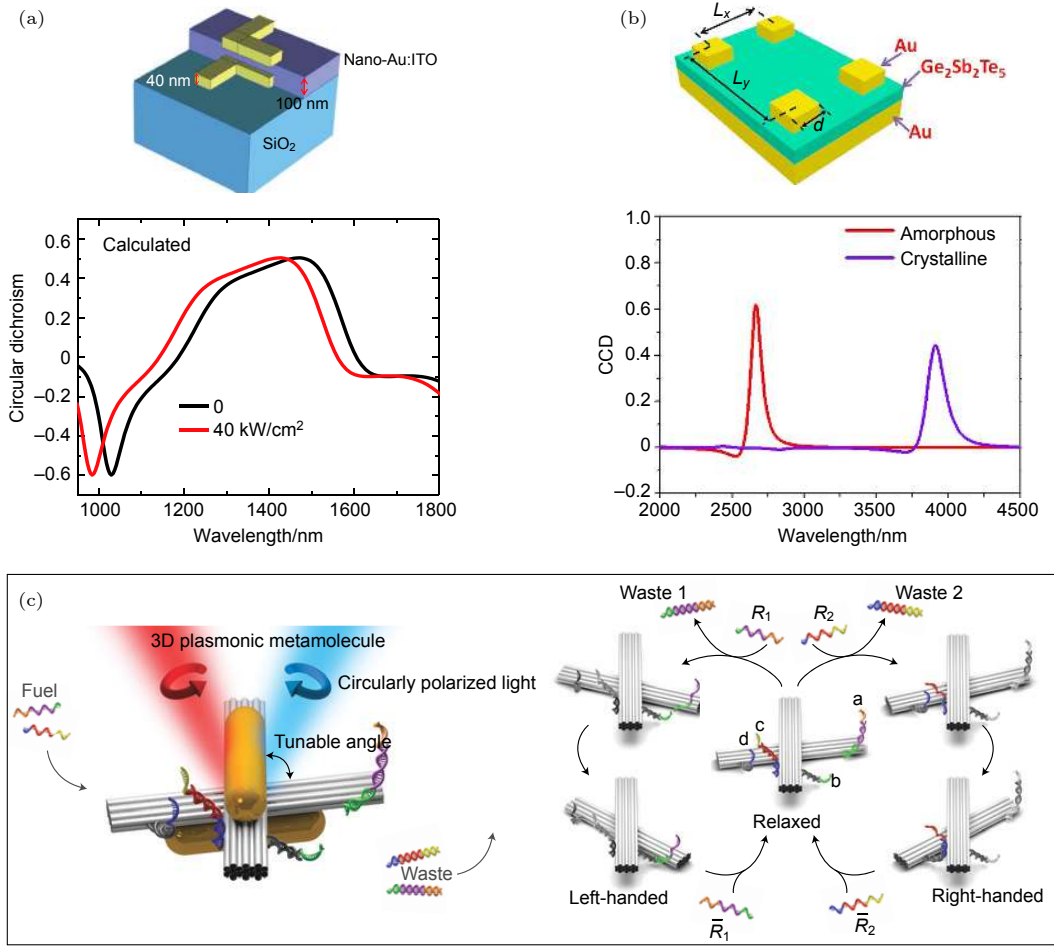 (a)
Nano-Au:ITO
40 nm
100 nm
SiO₂
Calculated
0
40 kW/cm²
Circular dichroism
0.6
0.4
0.2
0
–0.2
–0.4
–0.6
1000 1200 1400 1600 1800
Wavelength/nm
(b)
Lx
Ly
d
Au
Ge₂Sb₂Te₅
Au
Amorphous
Crystalline
CCD
1.0
0.8
0.6
0.4
0.2
0
–0.2
2000 2500 3000 3500 4000 4500
Wavelength/nm
(c)
3D plasmonic metamolecule
Circularly polarized light
Fuel
Tunable angle
Waste
Waste 1
R₁
R₂
Waste 2
a
c
d
b
Relaxed
Left-handed
Right-handed
R̅₁
R̅₂